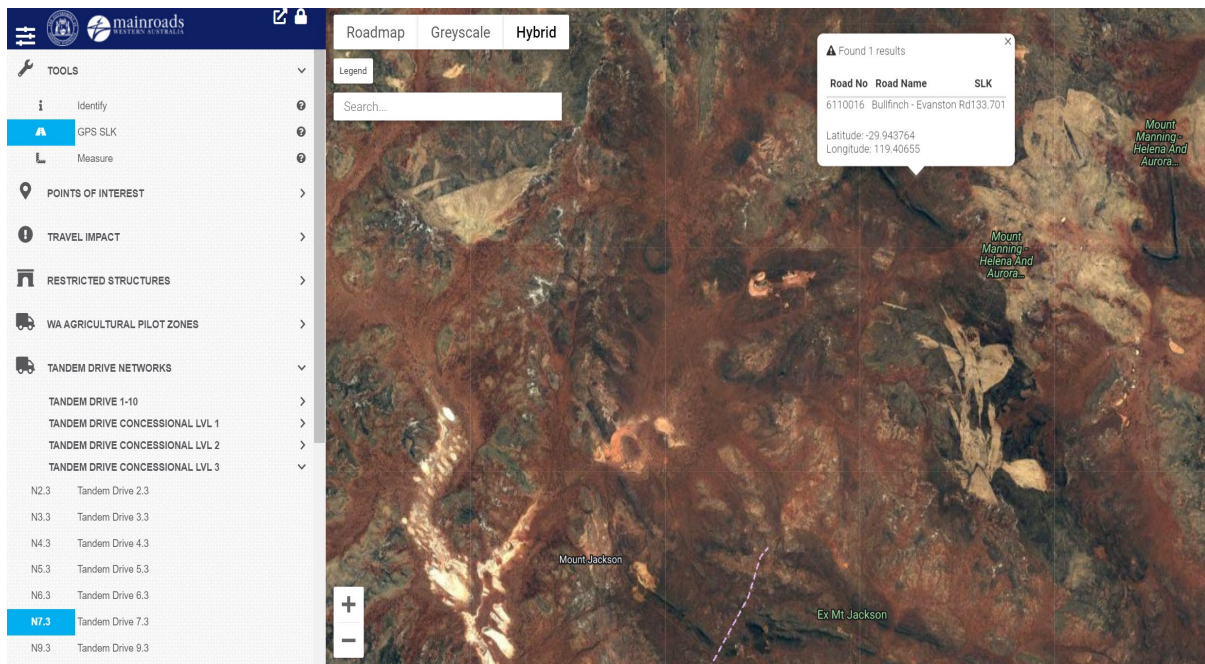 mainroads
WESTERN AUSTRALIA
TOOLS
Identify
GPS SLK
Measure
POINTS OF INTEREST
TRAVEL IMPACT
RESTRICTED STRUCTURES
WA AGRICULTURAL PILOT ZONES
TANDEM DRIVE NETWORKS
TANDEM DRIVE 1-10
TANDEM DRIVE CONCESSIONAL LVL 1
TANDEM DRIVE CONCESSIONAL LVL 2
TANDEM DRIVE CONCESSIONAL LVL 3
N2.3 Tandem Drive 2.3
N3.3 Tandem Drive 3.3
N4.3 Tandem Drive 4.3
N5.3 Tandem Drive 5.3
N6.3 Tandem Drive 6.3
N7.3 Tandem Drive 7.3
N9.3 Tandem Drive 9.3
Roadmap Greyscale Hybrid
Legend
Search...
Found 1 results
Road No Road Name SLK
6110016 Bullfinch - Evanston Rd 133.701
Latitude: -29.943764
Longitude: 119.40655
Mount
Manning -
Helena And
Aurora...
Mount
Manning -
Helena And
Aurora...
Mount Jackson
Ex Mt Jackson
+
−